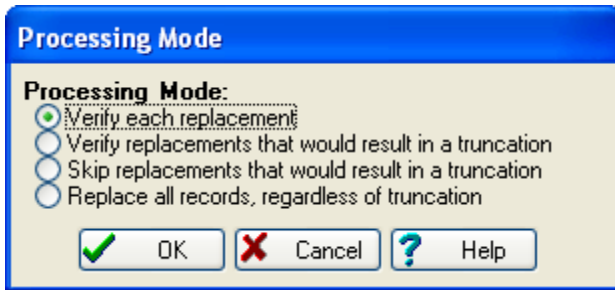 Processing Mode
Processing Mode:
Verify each replacement
Verify replacements that would result in a truncation
Skip replacements that would result in a truncation
Replace all records, regardless of truncation
OK Cancel Help